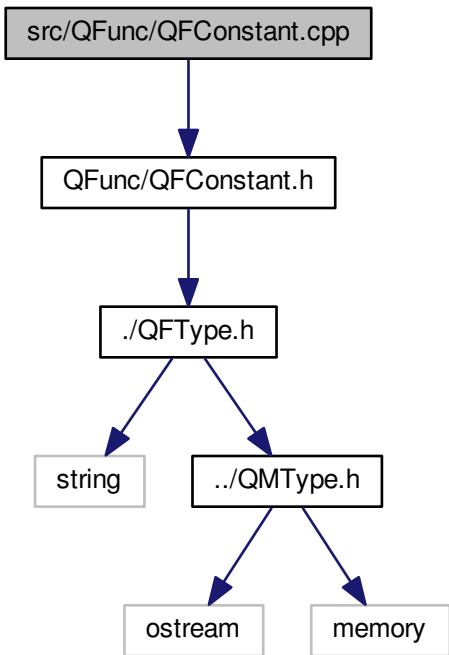 src/QFunc/QFConstant.cpp
QFunc/QFConstant.h
./QFType.h
string
../QMType.h
ostream
memory